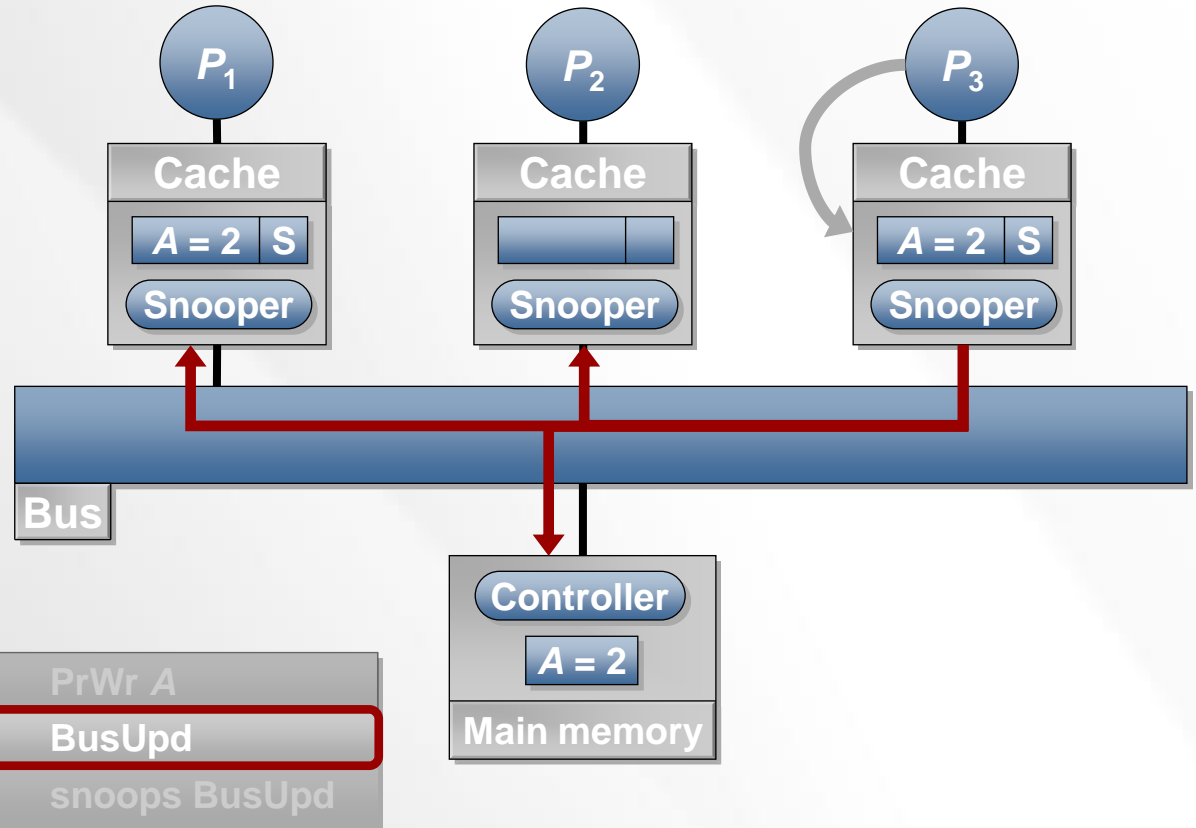 P1
P2
P3
Cache
Cache
Cache
A = 2 S
A = 2 S
Snooper
Snooper
Snooper
Bus
Controller
A = 2
Main memory
PrWr A
BusUpd
snoops BusUpd